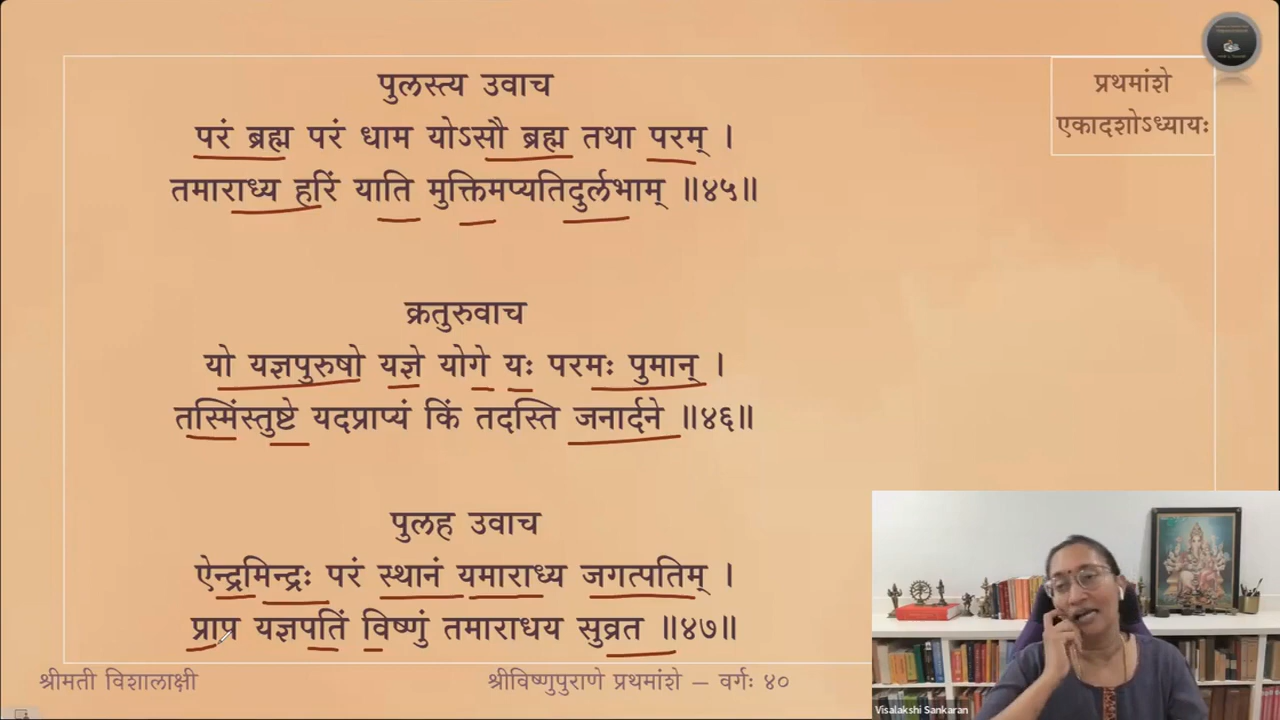 पुलस्त्य उवाच
परं ब्रह्म परं धाम योऽसौ ब्रह्म तथा परम् ।
तमाराध्य हरिं याति मुक्तिमप्यतिदुर्लभाम् ॥४५॥
क्रतुरुवाच
यो यज्ञपुरुषो यज्ञे योगे यः परमः पुमान् ।
तस्मिंस्तुष्टे यदप्राप्यं किं तदस्ति जनार्दने ॥४६॥
पुलह उवाच
ऐन्द्रमिन्द्रः परं स्थानं यमाराध्य जगत्पतिम् ।
प्राप यज्ञपतिं विष्णुं तमाराधय सुव्रत ॥४७॥
प्रथमांशे
एकादशोऽध्यायः
श्रीमती विशालाक्षी
श्रीविष्णुपुराणे प्रथमांशे – वर्गः ४०
Visalakshi Sankaran